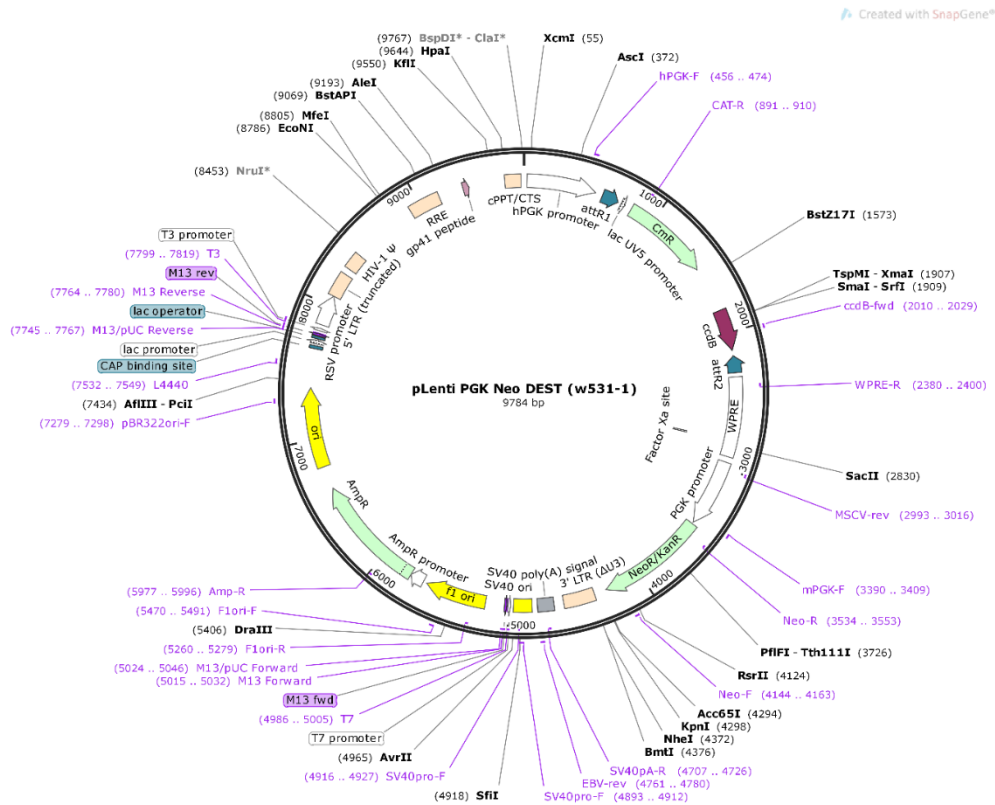 Created with SnapGene®
(9767) BspDI* - ClaI*
(9644) HpaI
(9550) KflI
(9193) AleI
(9069) BstAPI
(8805) MfeI
(8786) EcoNI
(8453) NruI*
T3 promoter
(7799 .. 7819) T3
M13 rev
(7764 .. 7780) M13 Reverse
lac operator
(7745 .. 7767) M13/pUC Reverse
lac promoter
CAP binding site
(7532 .. 7549) L4440
(7434) AflIII - PciI
(7279 .. 7298) pBR322ori-F
XcmI (55)
AscI (372)
hPGK-F (456 .. 474)
CAT-R (891 .. 910)
BstZ17I (1573)
TspMI - XmaI (1907)
SmaI - SrfI (1909)
ccdB-fwd (2010 .. 2029)
WPRE-R (2380 .. 2400)
SacII (2830)
MSCV-rev (2993 .. 3016)
mPGK-F (3390 .. 3409)
Neo-R (3534 .. 3553)
PflFI - Tth111I (3726)
RsrII (4124)
Neo-F (4144 .. 4163)
Acc65I (4294)
KpnI (4298)
NheI (4372)
BmtI (4376)
SV40pA-R (4707 .. 4726)
EBV-rev (4761 .. 4780)
SV40pro-F (4893 .. 4912)
(5977 .. 5996) Amp-R
(5470 .. 5491) F1ori-F
(5406) DraIII
(5260 .. 5279) F1ori-R
(5024 .. 5046) M13/pUC Forward
(5015 .. 5032) M13 Forward
M13 fwd
(4986 .. 5005) T7
T7 promoter
(4965) AvrII
(4916 .. 4927) SV40pro-F
(4918) SfiI
pLenti PGK Neo DEST (w531-1)
9784 bp
cPPT/CTS
hPGK promoter
attR1
lac UV5 promoter
CmR
ccdB
attR2
WPRE
Factor Xa site
PGK promoter
NeoR/KanR
3' LTR (ΔU3)
SV40 poly(A) signal
SV40 ori
f1 ori
AmpR promoter
AmpR
ori
RSV promoter
5' LTR (truncated)
HIV-1 Ψ
RRE
gp41 peptide
1000
2000
3000
4000
5000
6000
7000
8000
9000